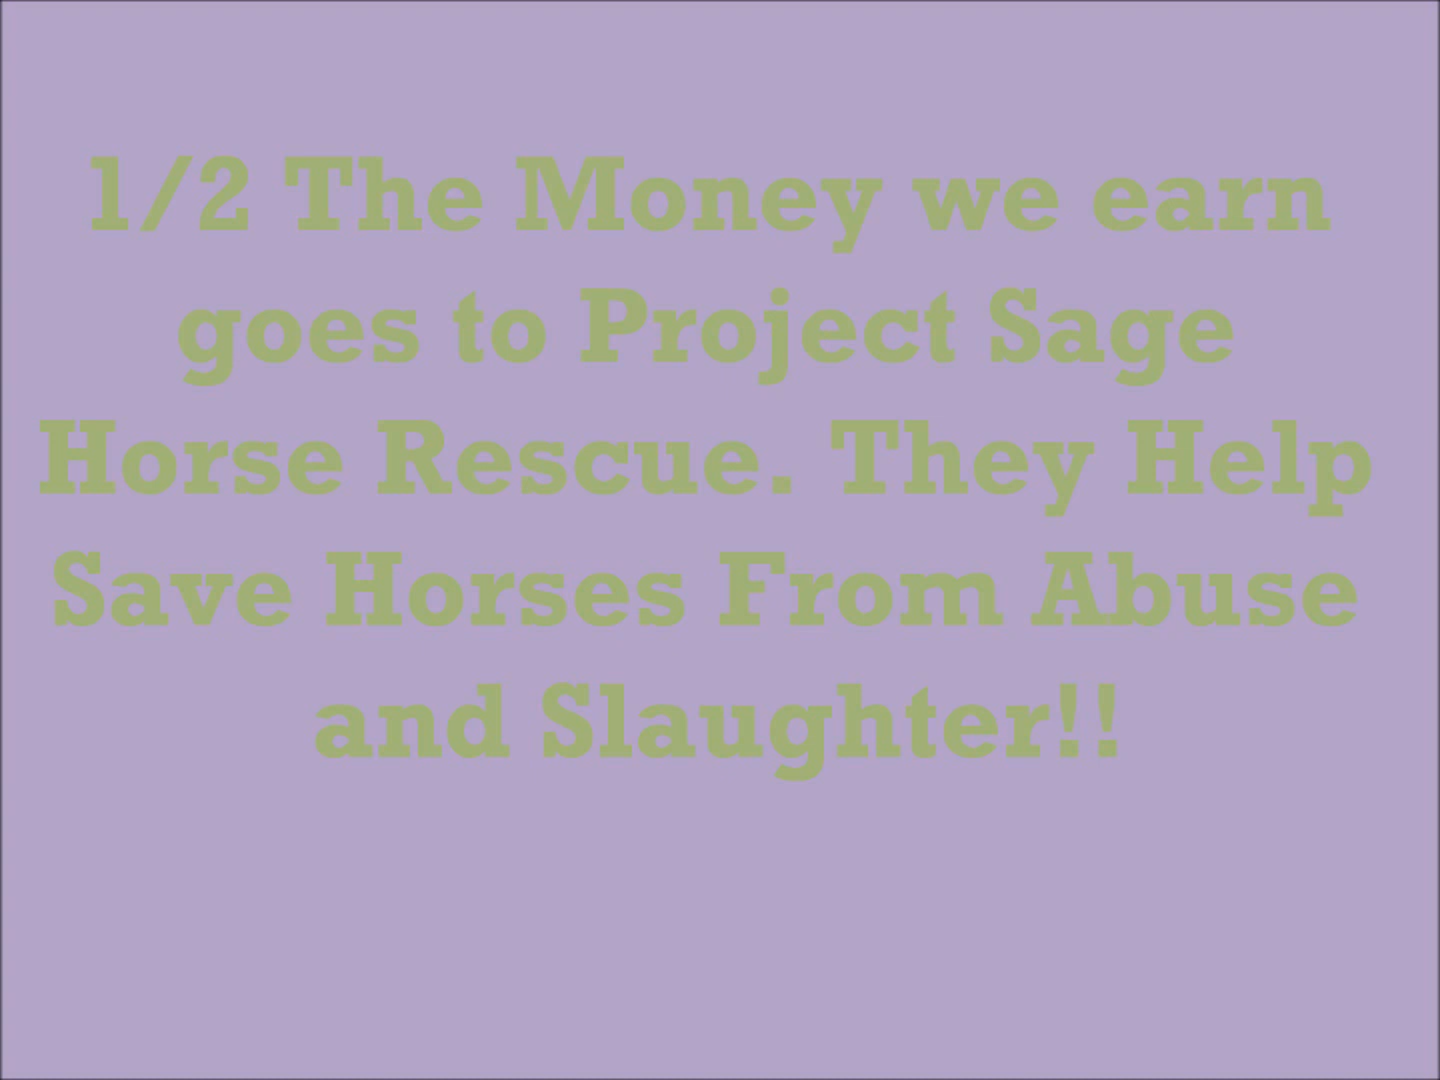 1/2 The Money we earn
goes to Project Sage
Horse Rescue. They Help
Save Horses From Abuse
and Slaughter!!